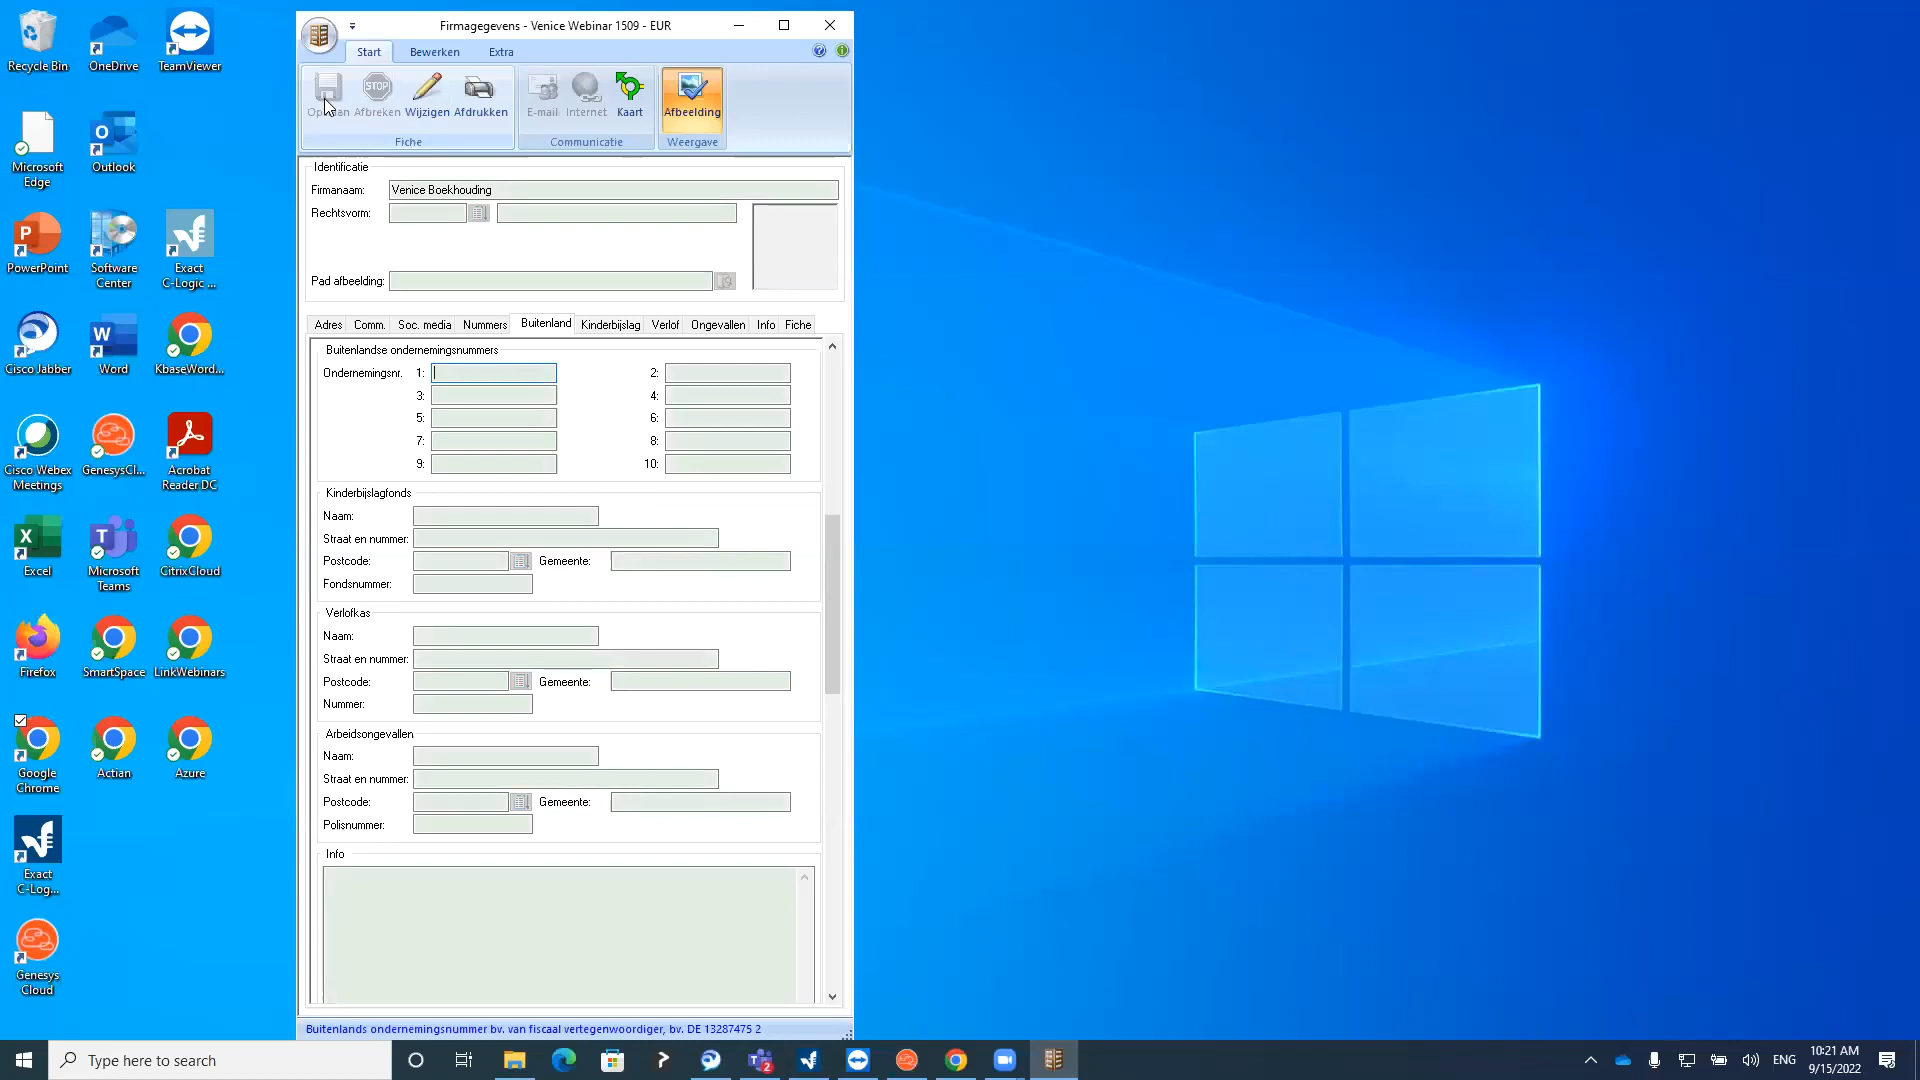 Recycle Bin
OneDrive
TeamViewer
Microsoft
Edge
Outlook
PowerPoint
Software
Center
Exact
C-Logic ...
Cisco Jabber
Word
KbaseWord...
Cisco Webex
Meetings
GenesysCl...
Acrobat
Reader DC
Excel
Microsoft
Teams
CitrixCloud
Firefox
SmartSpace
LinkWebinars
Google
Chrome
Actian
Azure
Exact
C-Log...
Genesys
Cloud
Firmagegevens - Venice Webinar 1509 - EUR
Start Bewerken Extra
STOP
Afbreken Wijzigen Afdrukken E-mail Internet Kaart Afbeelding
Fiche Communicatie Weergave
Identificatie
Firmanaam: Venice Boekhouding
Rechtsvorm:
Pad afbeelding:
Adres Comm. Soc. media Nummers Buitenland Kinderbijslag Verlof Ongevallen Info Fiche
Buitenlandse ondernemingsnummers
Ondernemingsnr. 1: 2:
3: 4:
5: 6:
7: 8:
9: 10:
Kinderbijslagfonds
Naam:
Straat en nummer:
Postcode: Gemeente:
Fondsnummer:
Verlofkas
Naam:
Straat en nummer:
Postcode: Gemeente:
Nummer:
Arbeidsongevallen
Naam:
Straat en nummer:
Postcode: Gemeente:
Polisnummer:
Info
Buitenlands ondernemingsnummer bv. van fiscaal vertegenwoordiger, bv. DE 13287475 2
Type here to search
2
ENG
10:21 AM
9/15/2022